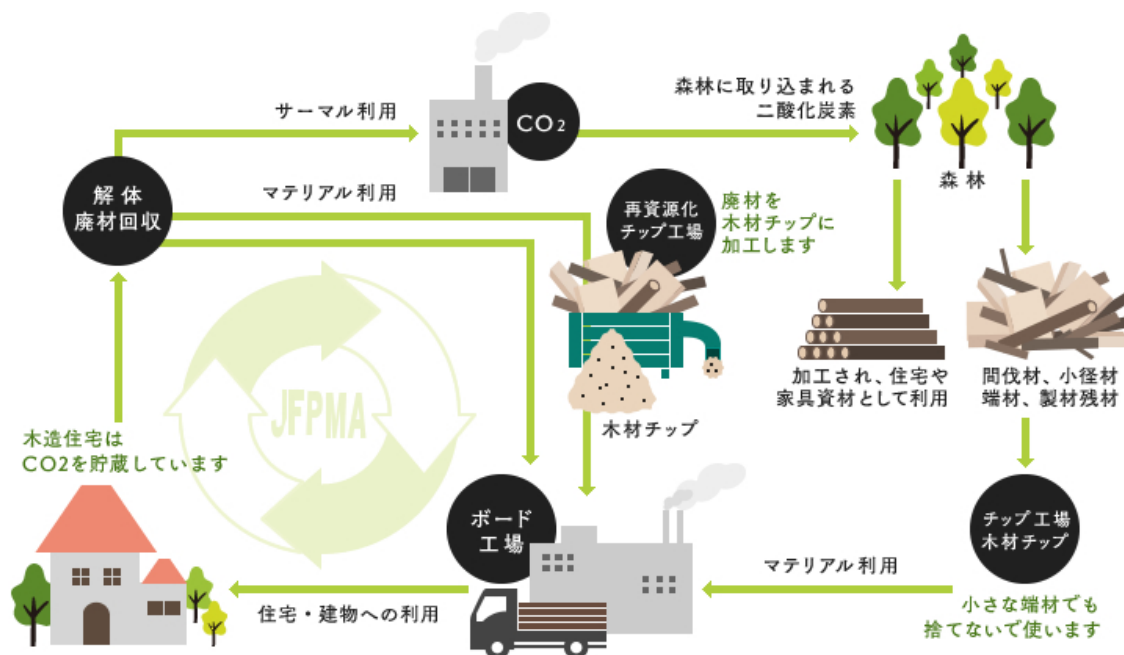 サーマル利用
CO2
森林に取り込まれる
二酸化炭素
森林
解体
廃材回収
マテリアル利用
再資源化
チップ工場
廃材を
木材チップに
加工します
木材チップ
加工され、住宅や
家具資材として利用
間伐材、小径材
端材、製材残材
JFPMA
木造住宅は
CO2を貯蔵しています
ボード
工場
チップ工場
木材チップ
マテリアル利用
住宅・建物への利用
小さな端材でも
捨てないで使います